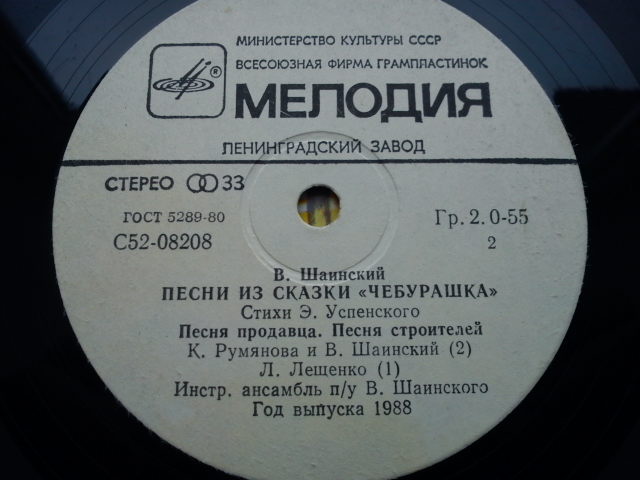 МИНИСТЕРСТВО КУЛЬТУРЫ СССР
ВСЕСОЮЗНАЯ ФИРМА ГРАМПЛАСТИНОК
®
МЕЛОДИЯ
ЛЕНИНГРАДСКИЙ ЗАВОД
СТЕРЕО 33
ГОСТ 5289-80
Гр. 2. 0-55
С52-08208
2
В. Шаинский
ПЕСНИ ИЗ СКАЗКИ «ЧЕБУРАШКА»
Стихи Э. Успенского
Песня продавца. Песня строителей
К. Румянова и В. Шаинский (2)
Л. Лещенко (1)
Инстр. ансамбль п/у В. Шаинского
Год выпуска 1988